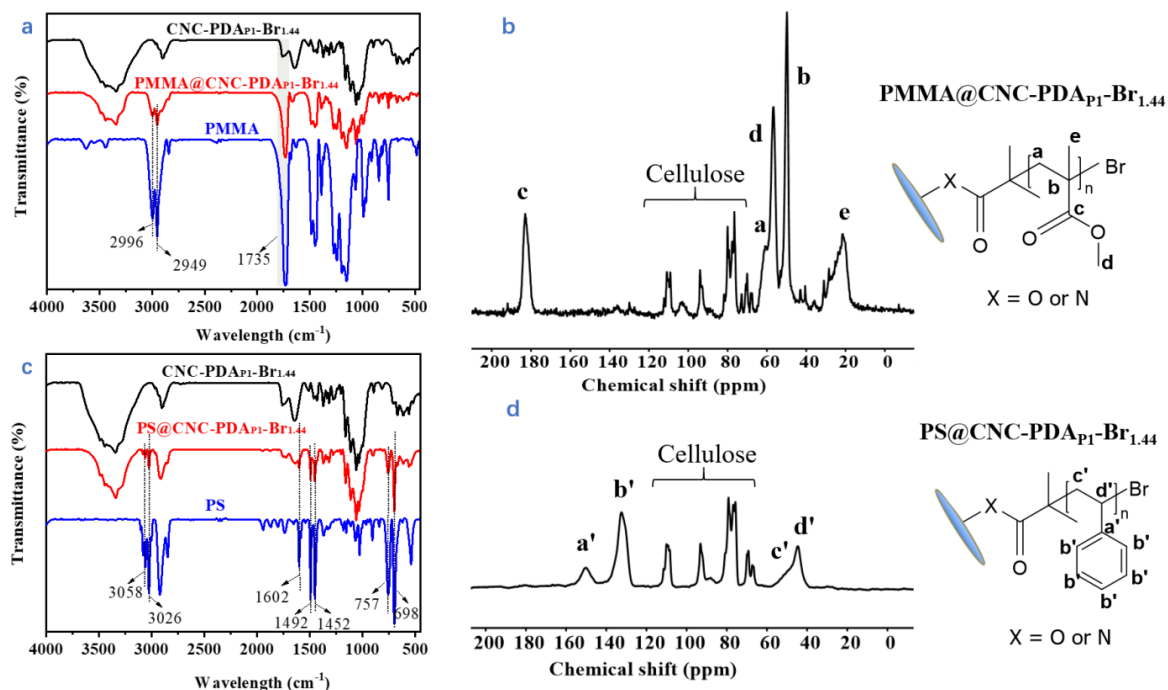 a
CNC-PDAP1-Br1.44
PMMA@CNC-PDAP1-Br1.44
PMMA
2996
2949
1735
Transmittance (%)
4000 3500 3000 2500 2000 1500 1000 500
Wavelength (cm-1)
b
c
Cellulose
d
a
b
e
180 160 140 120 100 80 60 40 20 0
Chemical shift (ppm)
PMMA@CNC-PDAP1-Br1.44
X
O
a
b
e
Br
n
c
O
O
d
X = O or N
c
CNC-PDAP1-Br1.44
PS@CNC-PDAP1-Br1.44
PS
3058
3026
1602
1492
1452
757
698
Transmittance (%)
4000 3500 3000 2500 2000 1500 1000 500
Wavelength (cm-1)
d
a'
b'
Cellulose
c'
d'
200 180 160 140 120 100 80 60 40 20 0
Chemical shift (ppm)
PS@CNC-PDAP1-Br1.44
X
O
c'
d'
Br
n
a'
b'
b'
b'
b'
b'
X = O or N